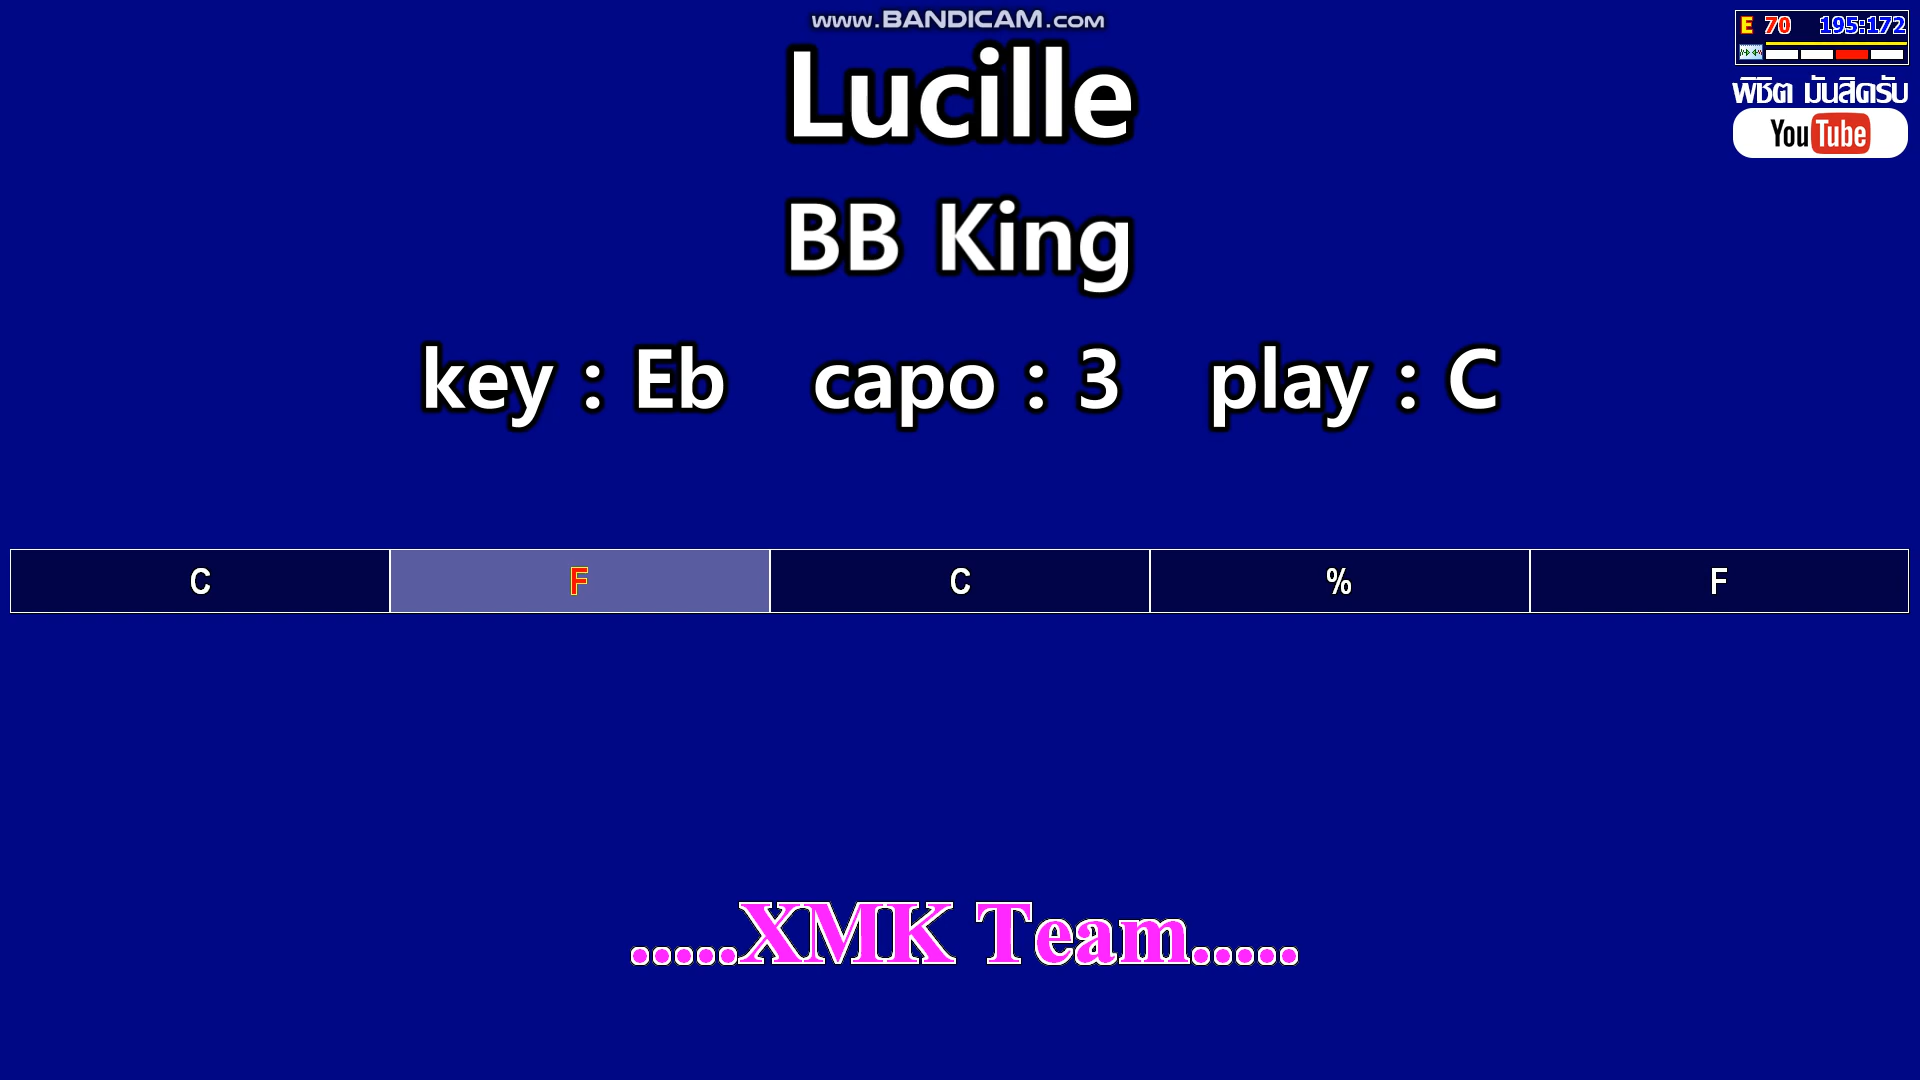 www.BANDICAM.com
E 70 195:172
พิชิต มันสิดรับ
YouTube
Lucille
BB King
key : Eb capo : 3 play : C
C F C % F
.....XMK Team.....